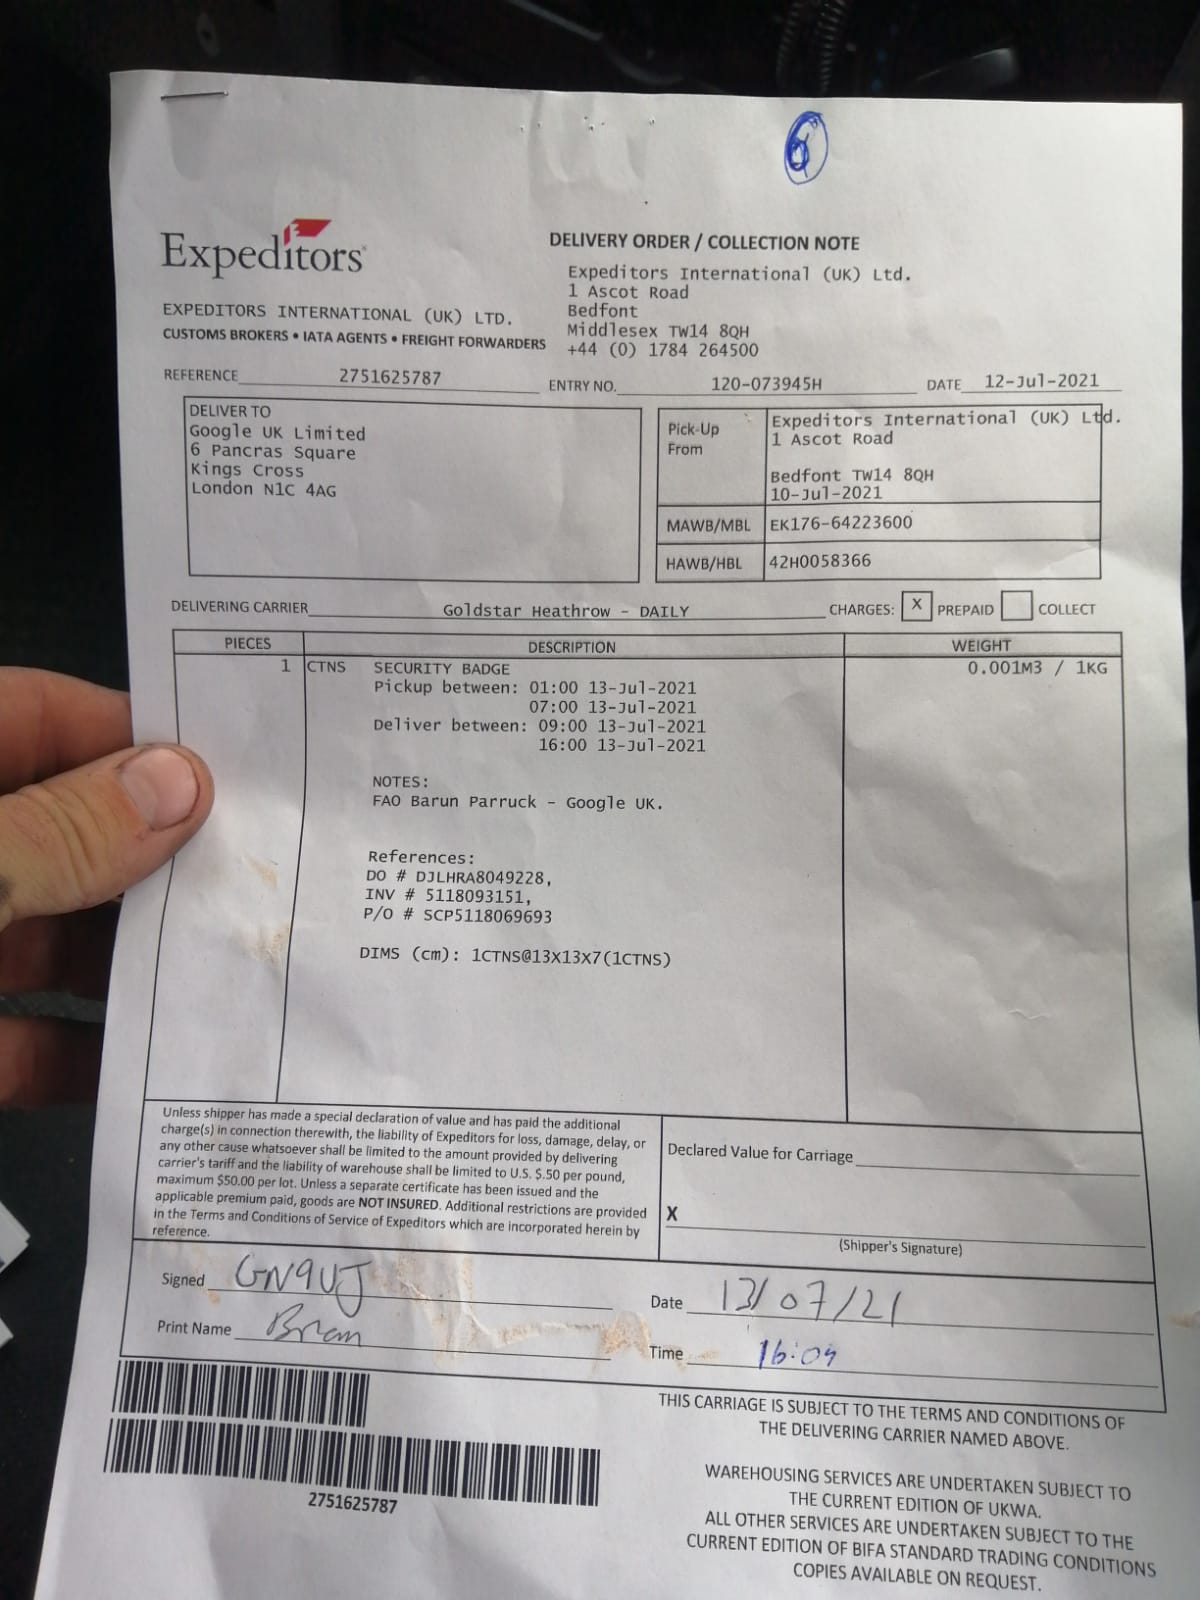 6
Expeditors
EXPEDITORS INTERNATIONAL (UK) LTD.
CUSTOMS BROKERS • IATA AGENTS • FREIGHT FORWARDERS
DELIVERY ORDER / COLLECTION NOTE
Expeditors International (UK) Ltd.
1 Ascot Road
Bedfont
Middlesex TW14 8QH
+44 (0) 1784 264500
REFERENCE 2751625787 ENTRY NO. 120-073945H DATE 12-Jul-2021
DELIVER TO
Google UK Limited
6 Pancras Square
Kings Cross
London N1C 4AG
Pick-Up From
Expeditors International (UK) Ltd.
1 Ascot Road
Bedfont TW14 8QH
10-Jul-2021
MAWB/MBL EK176-64223600
HAWB/HBL 42H0058366
DELIVERING CARRIER Goldstar Heathrow - DAILY CHARGES: X PREPAID COLLECT
PIECES DESCRIPTION WEIGHT
1 CTNS SECURITY BADGE 0.001M3 / 1KG
Pickup between: 01:00 13-Jul-2021
07:00 13-Jul-2021
Deliver between: 09:00 13-Jul-2021
16:00 13-Jul-2021
NOTES:
FAO Barun Parruck - Google UK.
References:
DO # DJLHRA8049228,
INV # 5118093151,
P/O # SCP5118069693
DIMS (cm): 1CTNS@13X13X7(1CTNS)
Unless shipper has made a special declaration of value and has paid the additional
charge(s) in connection therewith, the liability of Expeditors for loss, damage, delay, or
any other cause whatsoever shall be limited to the amount provided by delivering
carrier's tariff and the liability of warehouse shall be limited to U.S. $.50 per pound,
maximum $50.00 per lot. Unless a separate certificate has been issued and the
applicable premium paid, goods are NOT INSURED. Additional restrictions are provided
in the Terms and Conditions of Service of Expeditors which are incorporated herein by
reference.
Declared Value for Carriage
X
(Shipper's Signature)
Signed GN9UJ
Print Name Brian
Date 13/07/21
Time 16:09
2751625787
THIS CARRIAGE IS SUBJECT TO THE TERMS AND CONDITIONS OF
THE DELIVERING CARRIER NAMED ABOVE.
WAREHOUSING SERVICES ARE UNDERTAKEN SUBJECT TO
THE CURRENT EDITION OF UKWA.
ALL OTHER SERVICES ARE UNDERTAKEN SUBJECT TO THE
CURRENT EDITION OF BIFA STANDARD TRADING CONDITIONS
COPIES AVAILABLE ON REQUEST.